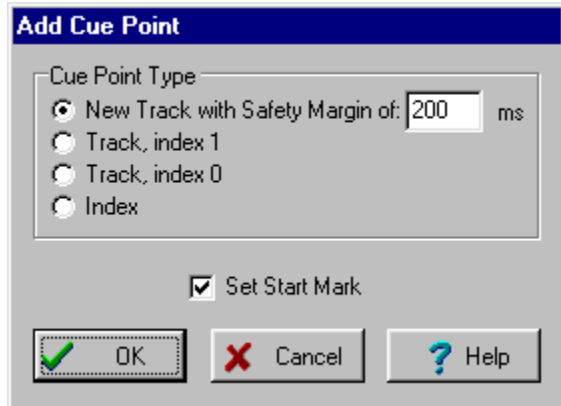 Add Cue Point
Cue Point Type
New Track with Safety Margin of: 200 ms
Track, index 1
Track, index 0
Index
Set Start Mark
OK Cancel Help